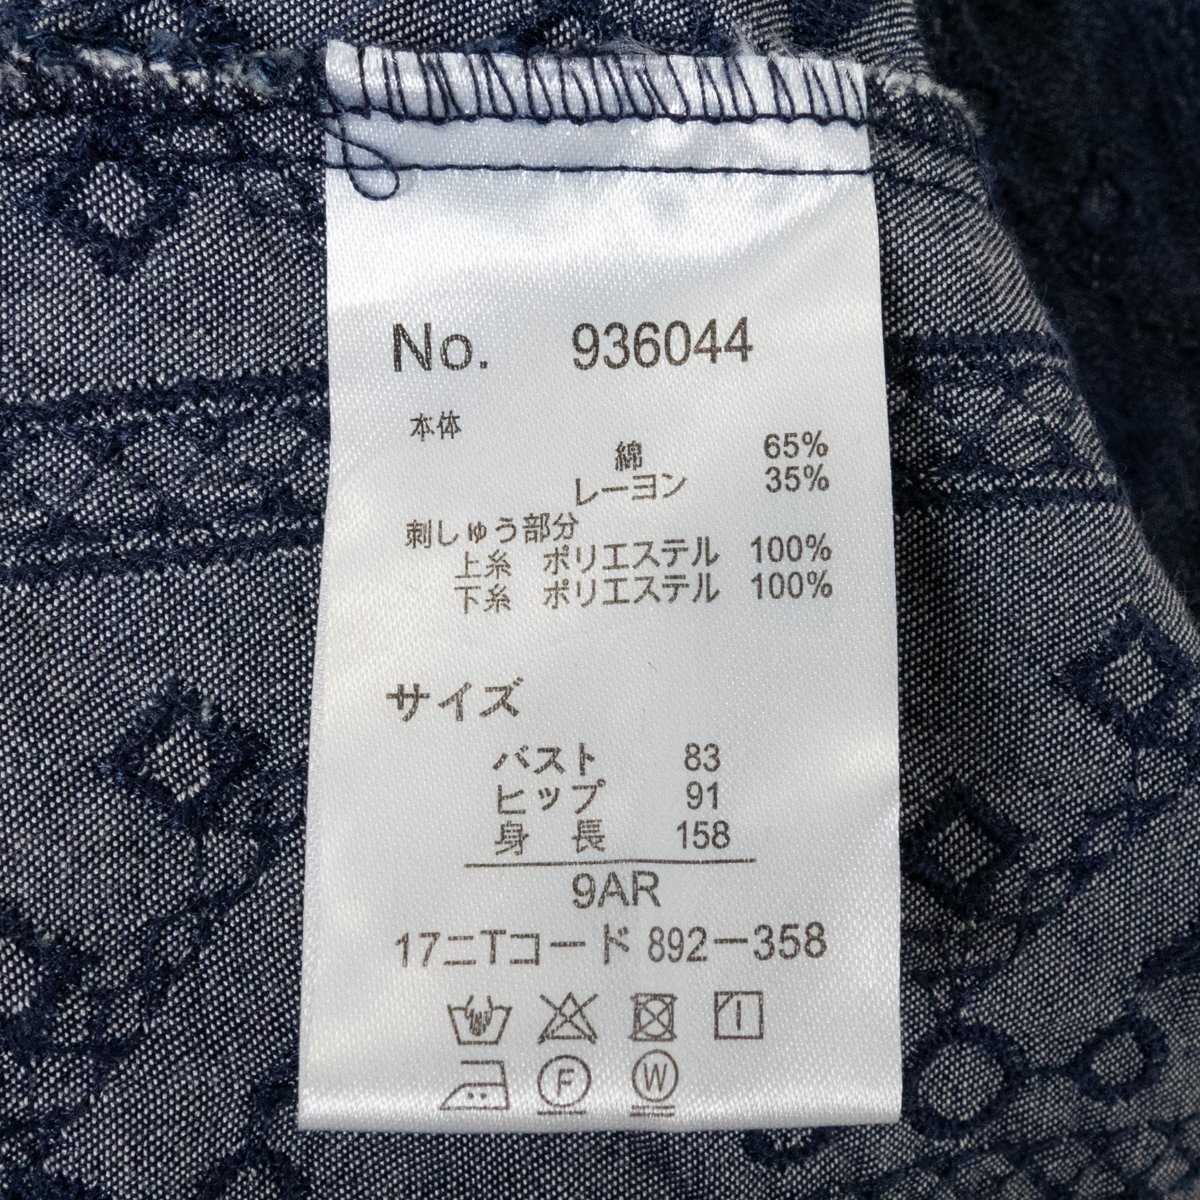 No. 936044
本体
綿 65%
レーヨン 35%
刺しゅう部分
上糸 ポリエステル 100%
下糸 ポリエステル 100%
サイズ
バスト 83
ヒップ 91
身 長 158
9AR
17ニTコード 892-358
F W